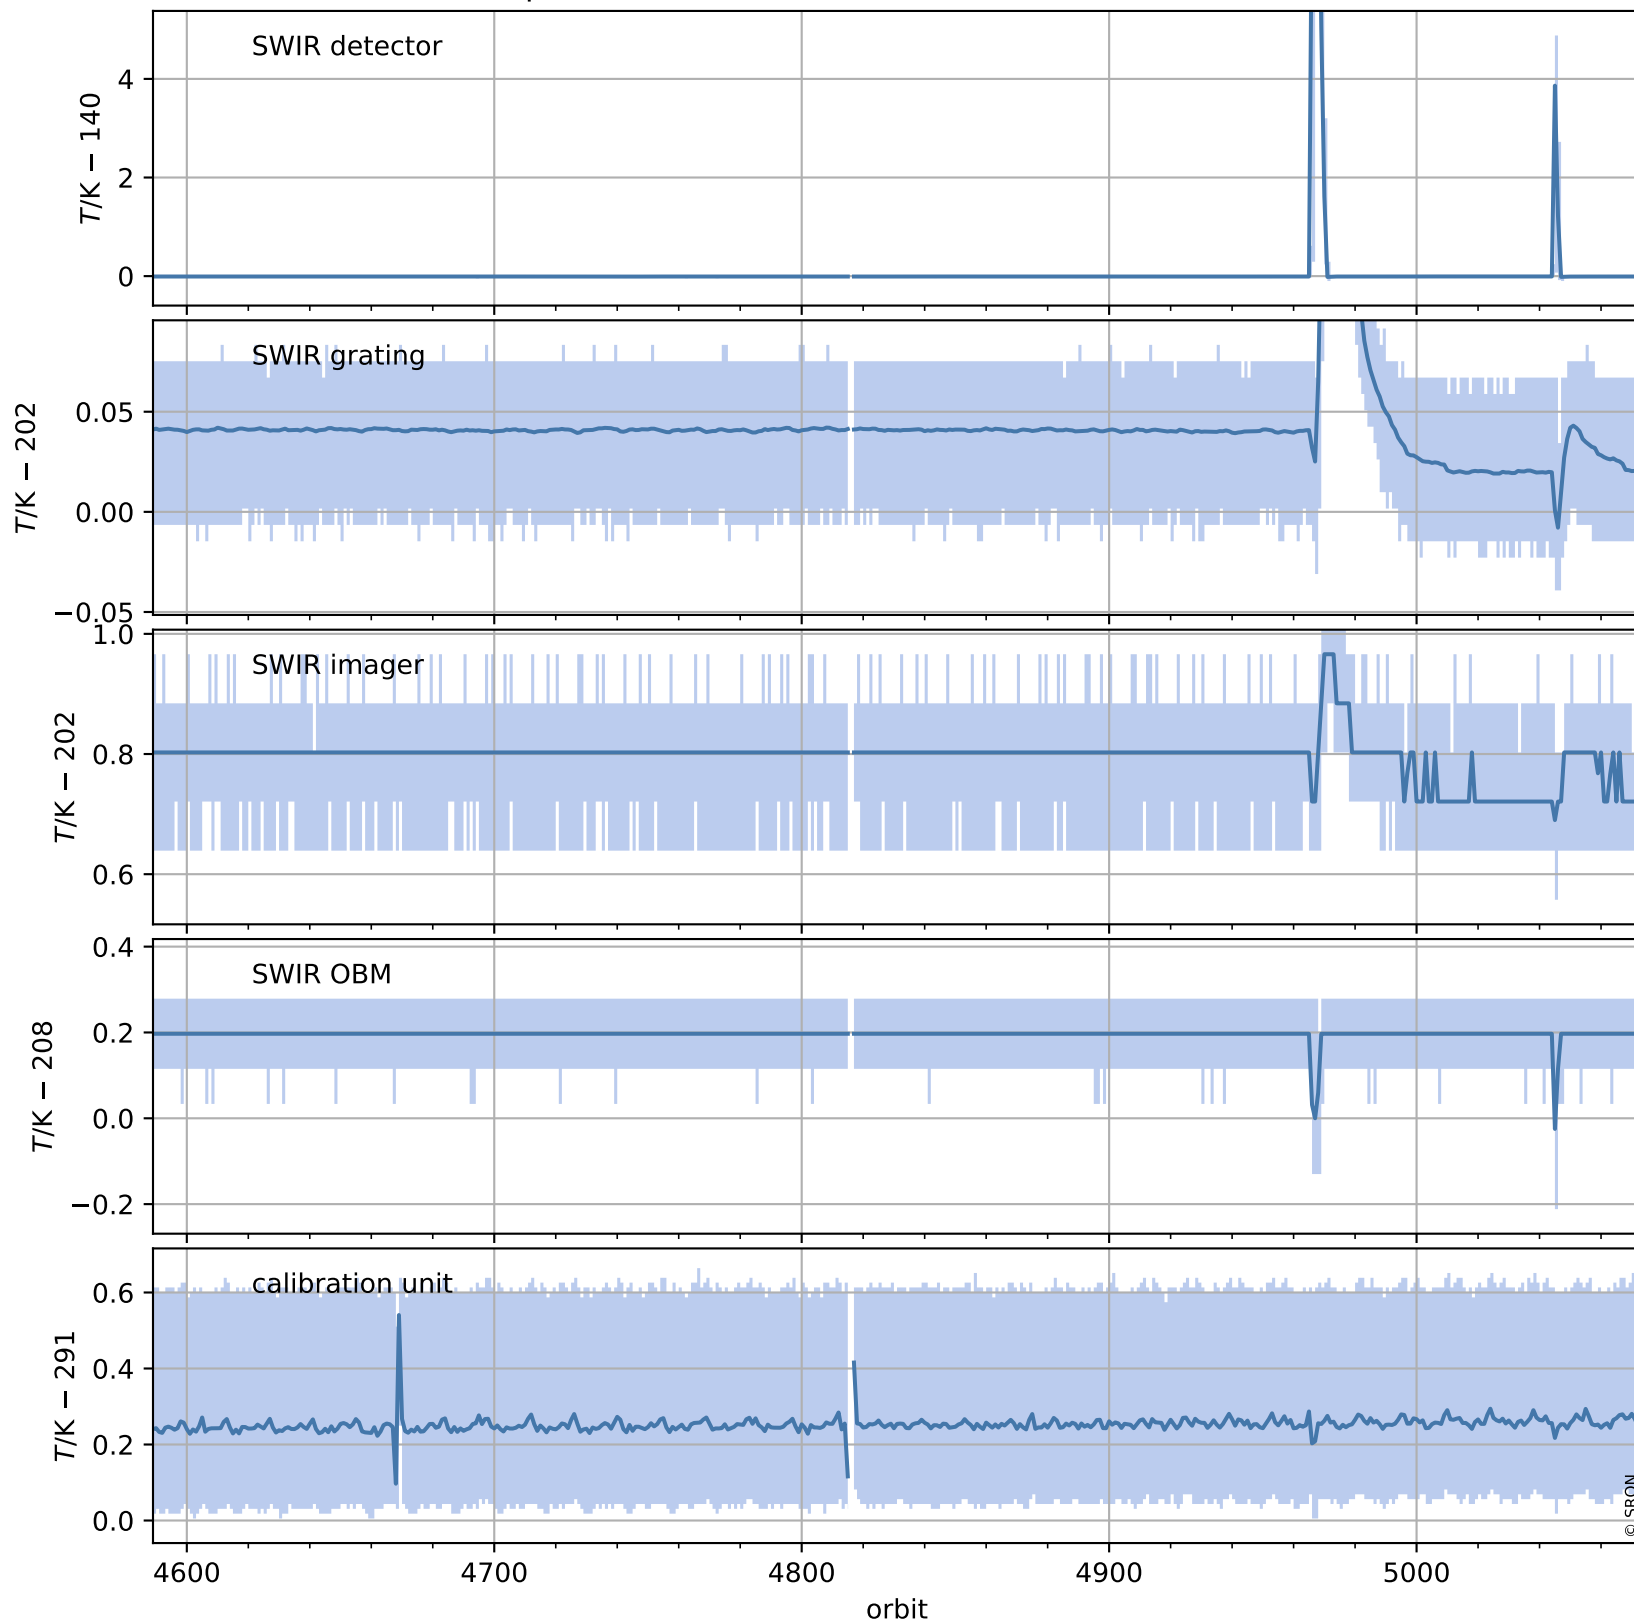 SWIR detector
T/K − 140
4
2
0
SWIR grating
T/K − 202
0.05
0.00
−0.05
SWIR imager
T/K − 202
1.0
0.8
0.6
SWIR OBM
T/K − 208
0.4
0.2
0.0
−0.2
calibration unit
T/K − 291
0.6
0.4
0.2
0.0
4600 4700 4800 4900 5000
orbit
© SRON